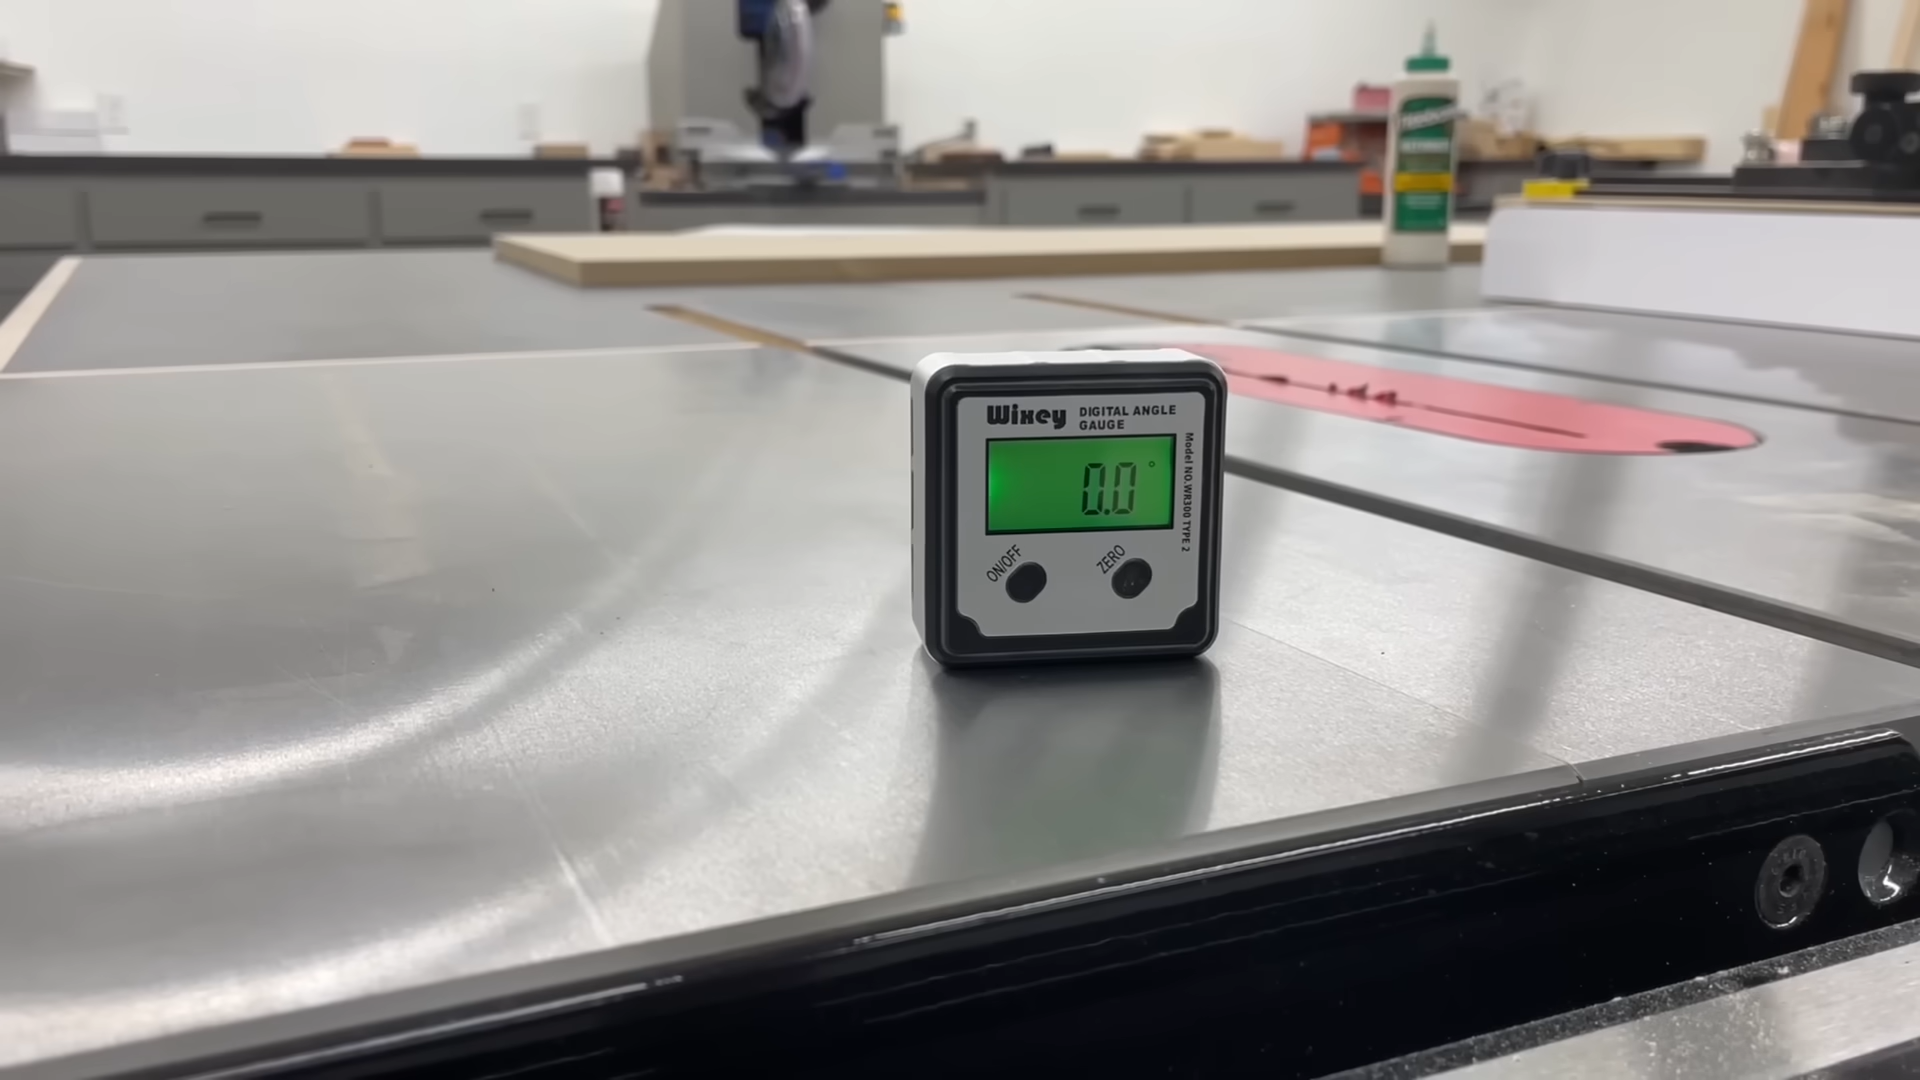 Wixey
DIGITAL ANGLE
GAUGE
0.0°
Model NO.WR300 TYPE 2
ON/OFF
ZERO